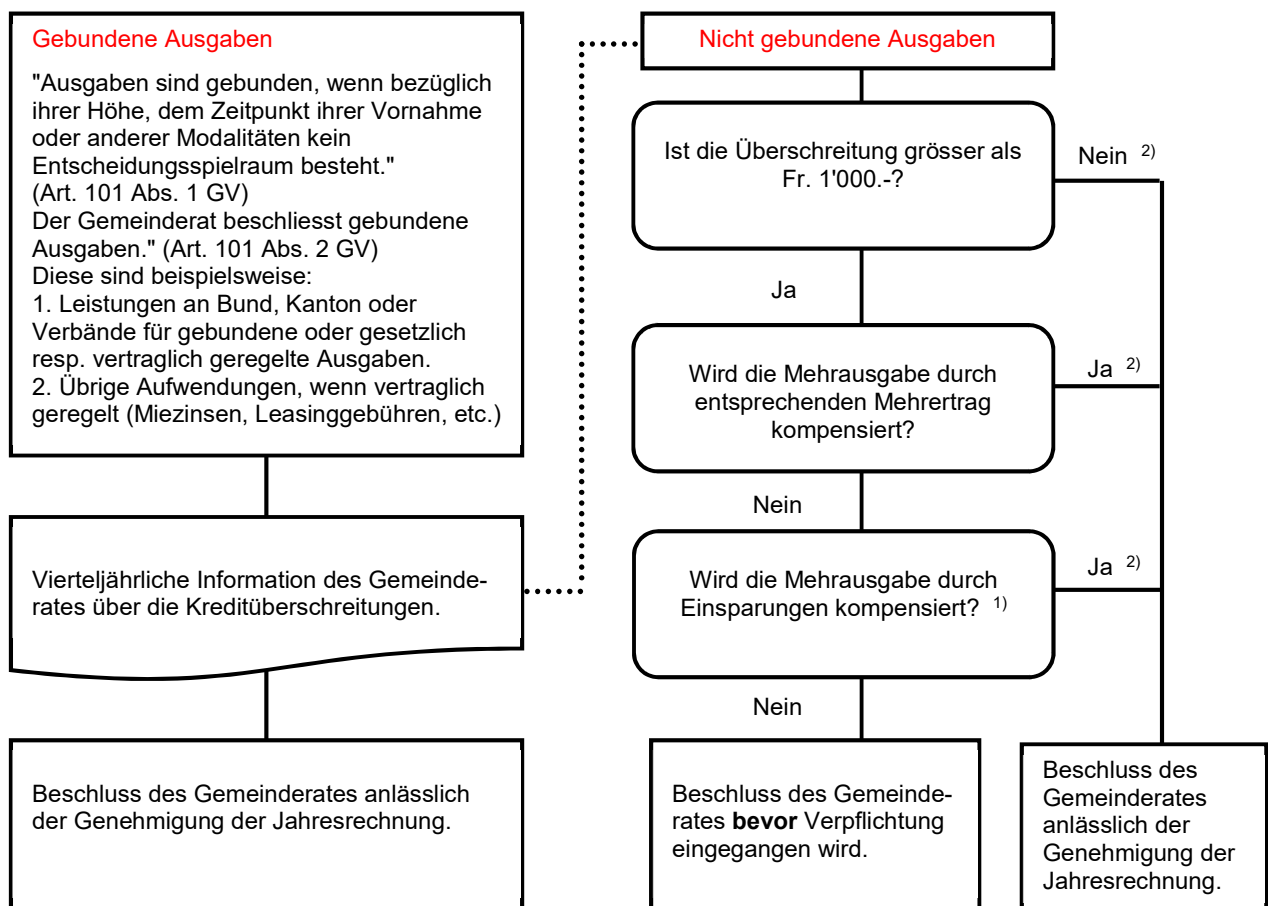 Gebundene Ausgaben
"Ausgaben sind gebunden, wenn bezüglich
ihrer Höhe, dem Zeitpunkt ihrer Vornahme
oder anderer Modalitäten kein
Entscheidungsspielraum besteht."
(Art. 101 Abs. 1 GV)
Der Gemeinderat beschliesst gebundene
Ausgaben." (Art. 101 Abs. 2 GV)
Diese sind beispielsweise:
1. Leistungen an Bund, Kanton oder
Verbände für gebundene oder gesetzlich
resp. vertraglich geregelte Ausgaben.
2. Übrige Aufwendungen, wenn vertraglich
geregelt (Miezinsen, Leasinggebühren, etc.)
Vierteljährliche Information des Gemeinde-
rates über die Kreditüberschreitungen.
Beschluss des Gemeinderates anlässlich
der Genehmigung der Jahresrechnung.
Nicht gebundene Ausgaben
Ist die Überschreitung grösser als
Fr. 1'000.-?
Nein 2)
Ja
Wird die Mehrausgabe durch
entsprechenden Mehrertrag
kompensiert?
Ja 2)
Nein
Wird die Mehrausgabe durch
Einsparungen kompensiert? 1)
Ja 2)
Nein
Beschluss des Gemeinde-
rates bevor Verpflichtung
eingegangen wird.
Beschluss des
Gemeinderates
anlässlich der
Genehmigung der
Jahresrechnung.